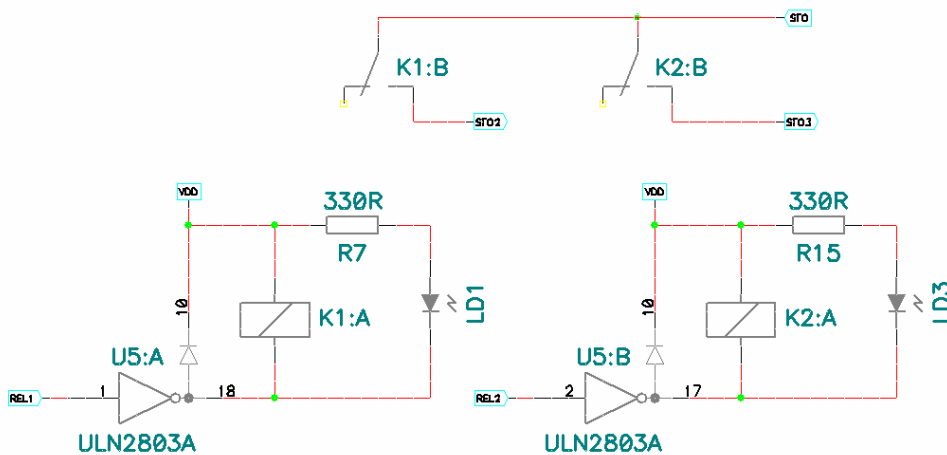 STO
K1:B
K2:B
STO2
STO3
VDD
VDD
330R
330R
R7
R15
10
10
K1:A
LD1
K2:A
LD3
U5:A
U5:B
REL1
1
18
REL2
2
17
ULN2803A
ULN2803A